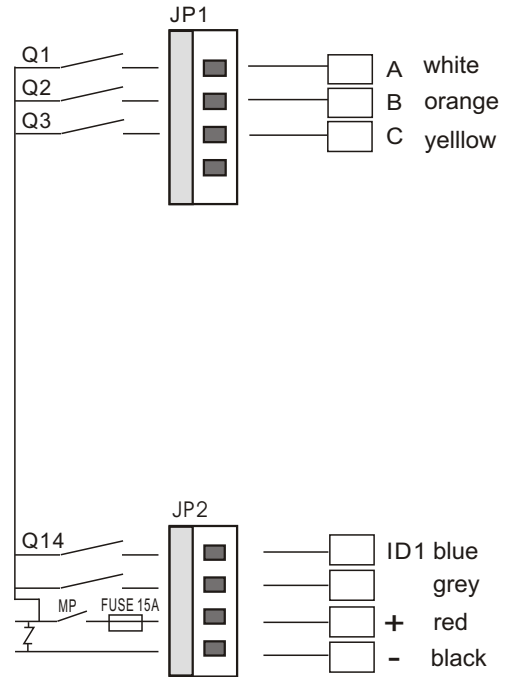 JP1
Q1
A white
Q2
B orange
Q3
C yelllow
JP2
Q14
ID1 blue
grey
MP FUSE 15A
+ red
Z
- black